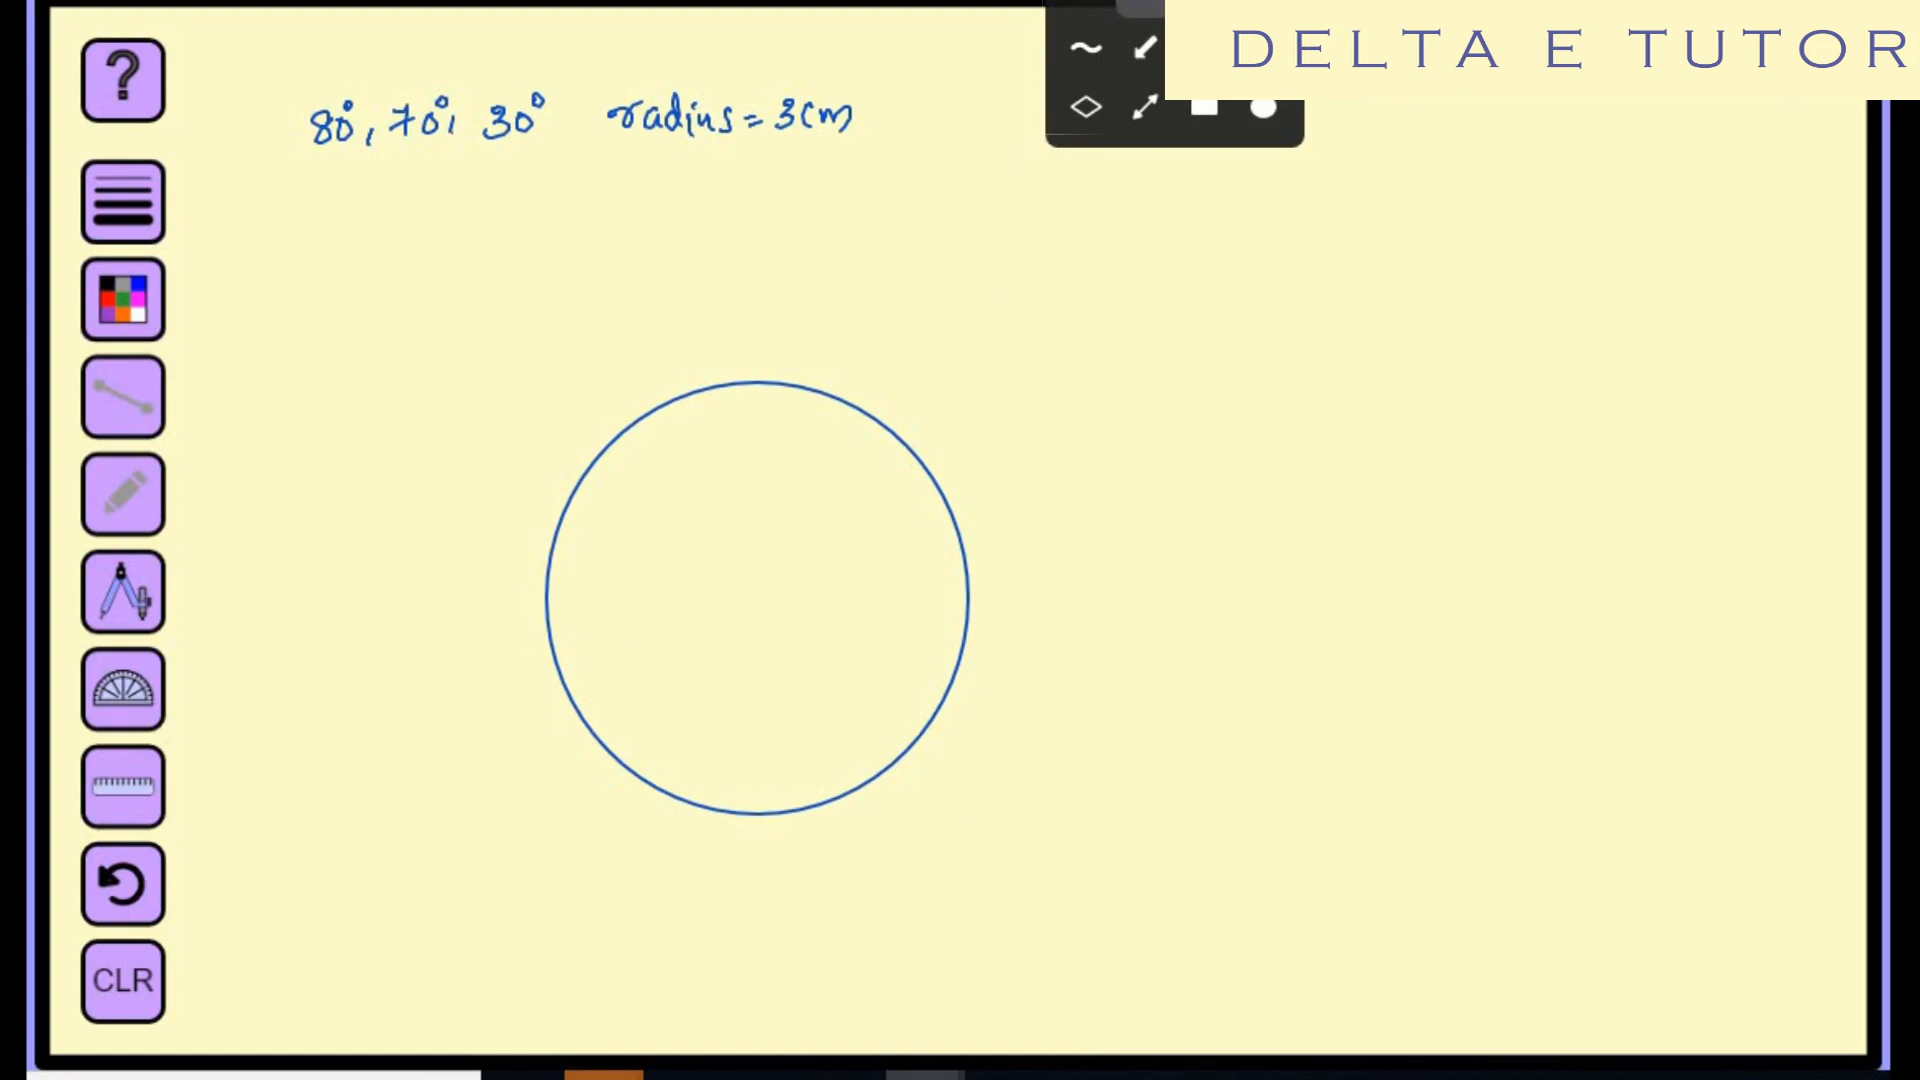 DELTA E TUTOR
?
80°, 70°, 30° radius = 3cm
CLR